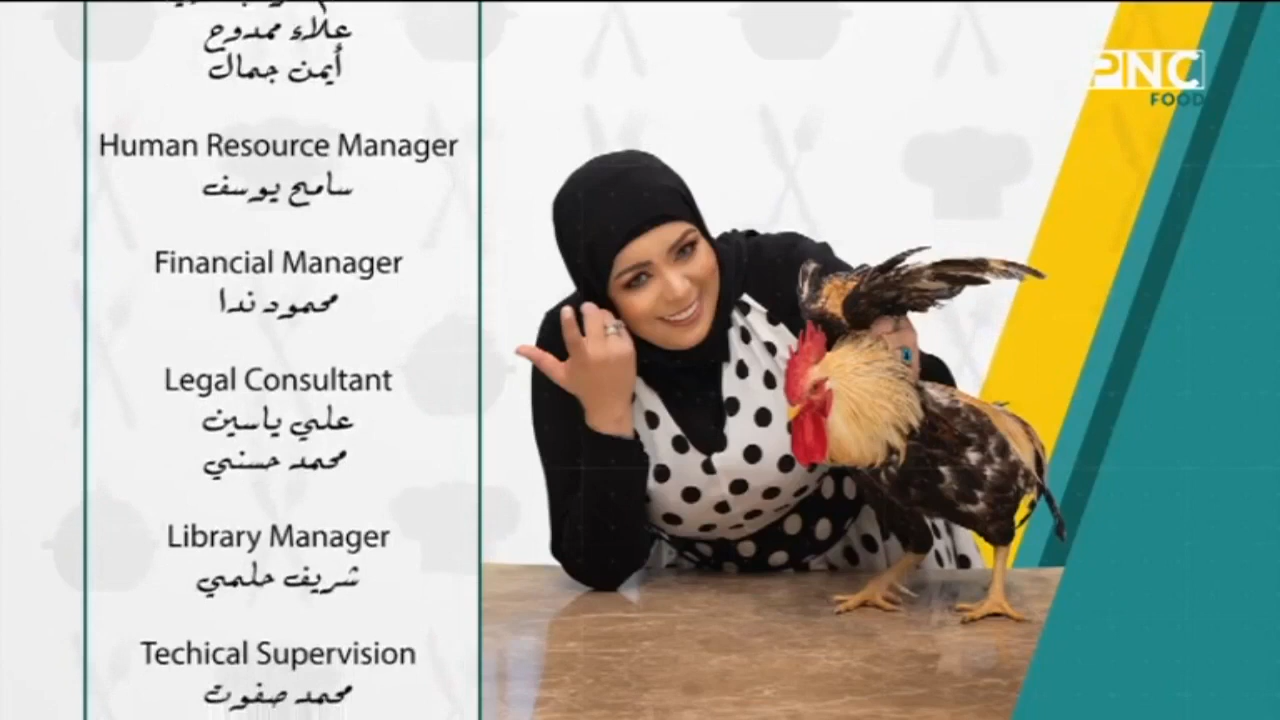 علاء ممدوح
أيمن جمال
Human Resource Manager
سامح يوسف
Financial Manager
محمود ندا
Legal Consultant
علي ياسين
محمد حسني
Library Manager
شريف حلمي
Techical Supervision
محمد صفوت
PNC
FOOD